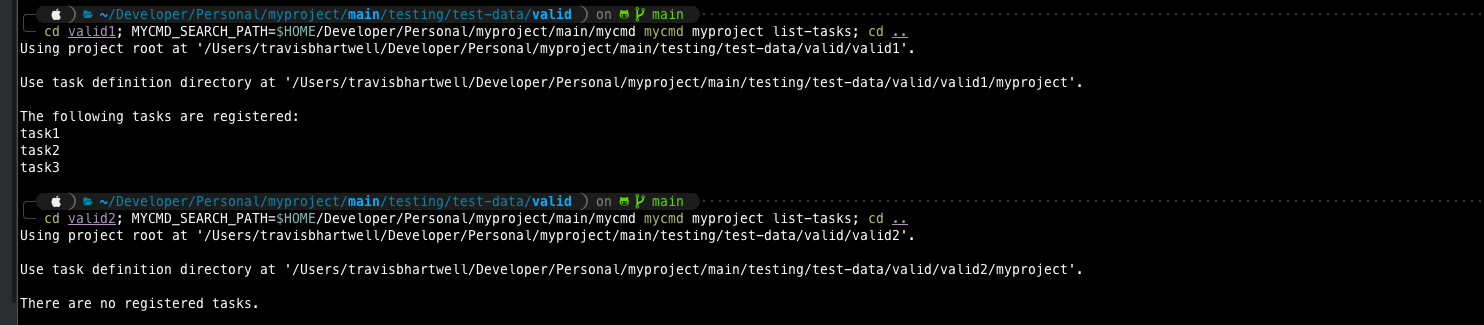 ~/Developer/Personal/myproject/main/testing/test-data/valid on main
cd valid1; MYCMD_SEARCH_PATH=$HOME/Developer/Personal/myproject/main/mycmd mycmd myproject list-tasks; cd ..
Using project root at '/Users/travisbhartwell/Developer/Personal/myproject/main/testing/test-data/valid/valid1'.
Use task definition directory at '/Users/travisbhartwell/Developer/Personal/myproject/main/testing/test-data/valid/valid1/myproject'.
The following tasks are registered:
task1
task2
task3
~/Developer/Personal/myproject/main/testing/test-data/valid on main
cd valid2; MYCMD_SEARCH_PATH=$HOME/Developer/Personal/myproject/main/mycmd mycmd myproject list-tasks; cd ..
Using project root at '/Users/travisbhartwell/Developer/Personal/myproject/main/testing/test-data/valid/valid2'.
Use task definition directory at '/Users/travisbhartwell/Developer/Personal/myproject/main/testing/test-data/valid/valid2/myproject'.
There are no registered tasks.